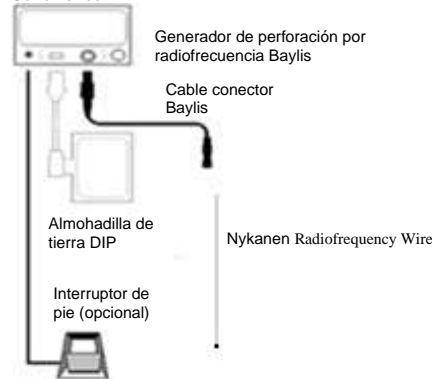 Generador de perforación por
radiofrecuencia Baylis
Cable conector
Baylis
Almohadilla de
tierra DIP
Nykanen Radiofrequency Wire
Interruptor de
pie (opcional)